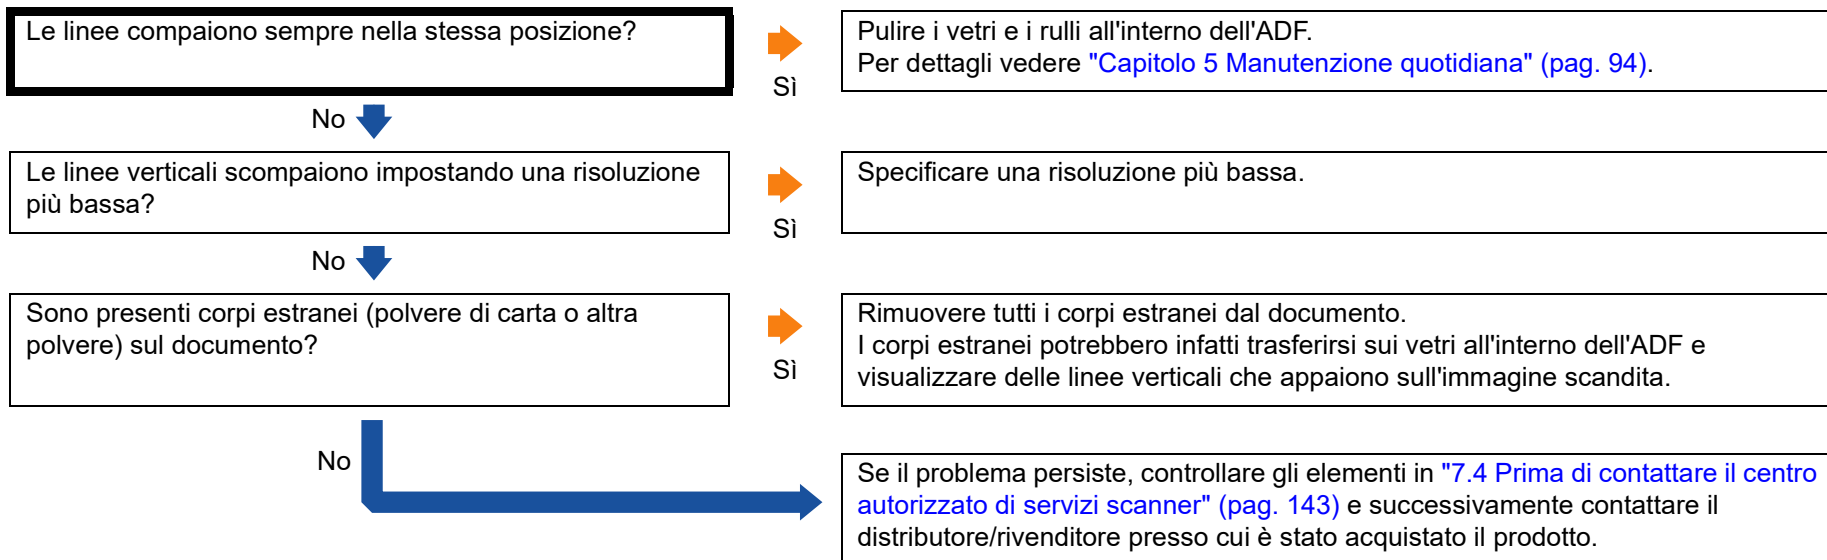 Le linee compaiono sempre nella stessa posizione?
Sì
Pulire i vetri e i rulli all'interno dell'ADF.
Per dettagli vedere "Capitolo 5 Manutenzione quotidiana" (pag. 94).
No
Le linee verticali scompaiono impostando una risoluzione
più bassa?
Sì
Specificare una risoluzione più bassa.
No
Sono presenti corpi estranei (polvere di carta o altra
polvere) sul documento?
Sì
Rimuovere tutti i corpi estranei dal documento.
I corpi estranei potrebbero infatti trasferirsi sui vetri all'interno dell'ADF e
visualizzare delle linee verticali che appaiono sull'immagine scandita.
No
Se il problema persiste, controllare gli elementi in "7.4 Prima di contattare il centro
autorizzato di servizi scanner" (pag. 143) e successivamente contattare il
distributore/rivenditore presso cui è stato acquistato il prodotto.